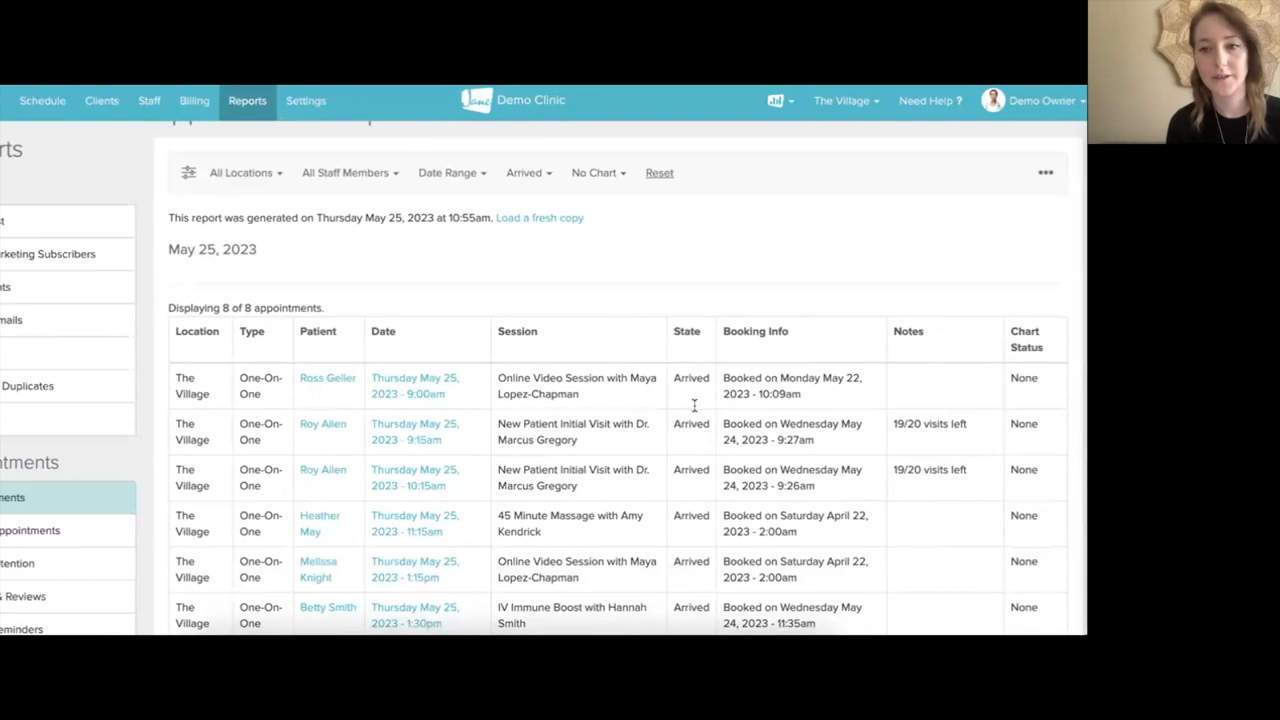 Schedule Clients Staff Billing Reports Settings Jane Demo Clinic The Village Need Help ? Demo Owner
rts
All Locations All Staff Members Date Range Arrived No Chart Reset
This report was generated on Thursday May 25, 2023 at 10:55am. Load a fresh copy
May 25, 2023
Displaying 8 of 8 appointments.
st
rketing Subscribers
nts
mails
Duplicates
ntments
ments
ppointments
tention
& Reviews
eminders
Location Type Patient Date Session State Booking Info Notes Chart
Status
The One-On- Ross Geller Thursday May 25, Online Video Session with Maya Arrived Booked on Monday May 22, None
Village One 2023 - 9:00am Lopez-Chapman 2023 - 10:09am
The One-On- Roy Allen Thursday May 25, New Patient Initial Visit with Dr. Arrived Booked on Wednesday May 19/20 visits left None
Village One 2023 - 9:15am Marcus Gregory 24, 2023 - 9:27am
The One-On- Roy Allen Thursday May 25, New Patient Initial Visit with Dr. Arrived Booked on Wednesday May 19/20 visits left None
Village One 2023 - 10:15am Marcus Gregory 24, 2023 - 9:26am
The One-On- Heather Thursday May 25, 45 Minute Massage with Amy Arrived Booked on Saturday April 22, None
Village One May 2023 - 11:15am Kendrick 2023 - 2:00am
The One-On- Melissa Thursday May 25, Online Video Session with Maya Arrived Booked on Saturday April 22, None
Village One Knight 2023 - 1:15pm Lopez-Chapman 2023 - 2:00am
The One-On- Betty Smith Thursday May 25, IV Immune Boost with Hannah Arrived Booked on Wednesday May None
Village One 2023 - 1:30pm Smith 24, 2023 - 11:35am